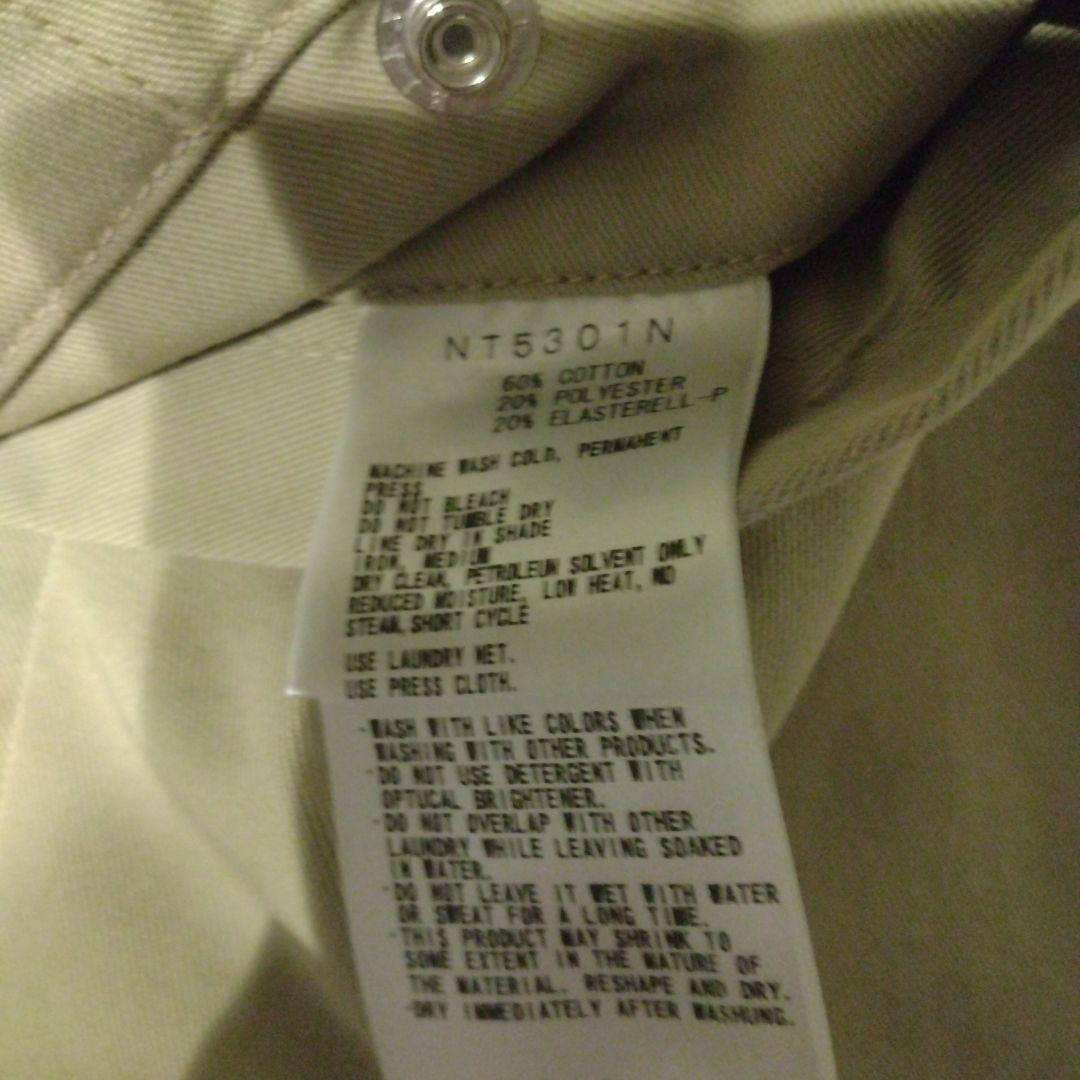 NT5301N
60% COTTON
20% POLYESTER
20% ELASTERELL-P
MACHINE WASH COLD, PERMAHENT
PRESS
DO NOT BLEACH
DO NOT TUMBLE DRY
LINE DRY IN SHADE
IRON, MEDIUM
DRY CLEAN, PETROLEUM SOLVENT ONLY
REDUCED MOISTURE, LOW HEAT, NO
STEAM, SHORT CYCLE
USE LAUNDRY NET.
USE PRESS CLOTH.
·WASH WITH LIKE COLORS WHEN
WASHING WITH OTHER PRODUCTS.
·DO NOT USE DETERGENT WITH
OPTUCAL BRIGHTENER.
·DO NOT OVERLAP WITH OTHER
LAUNDRY WHILE LEAVING SOAKED
IN WATER.
·DO NOT LEAVE IT WET WITH WATER
OR SWEAT FOR A LONG TIME.
·THIS PRODUCT MAY SHRINK TO
SOME EXTENT IN THE NATURE OF
THE MATERIAL. RESHAPE AND DRY.
·DRY IMMEDIATELY AFTER WASHUNG.